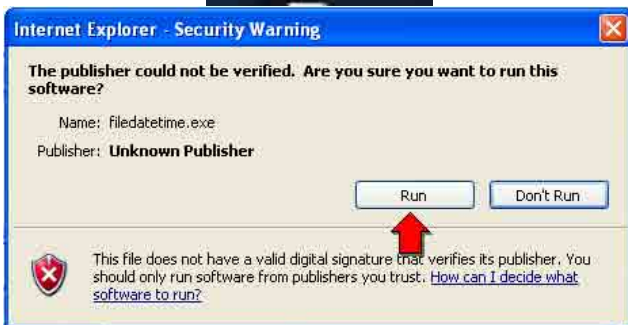 Internet Explorer - Security Warning
The publisher could not be verified. Are you sure you want to run this
software?
Name: filedatetime.exe
Publisher: Unknown Publisher
Run Don't Run
This file does not have a valid digital signature that verifies its publisher. You
should only run software from publishers you trust. How can I decide what
software to run?